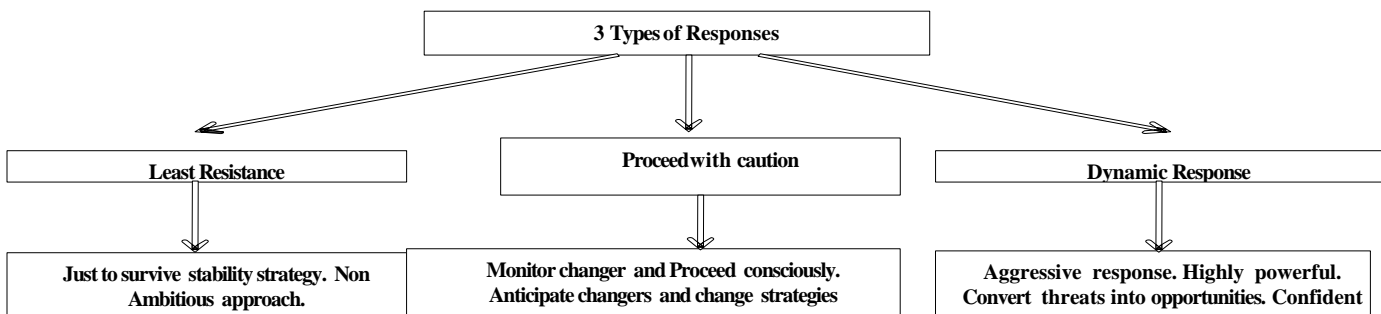 3 Types of Responses
Least Resistance
Proceed with caution
Dynamic Response
Just to survive stability strategy. Non
Ambitious approach.
Monitor changer and Proceed consciously.
Anticipate changers and change strategies
Aggressive response. Highly powerful.
Convert threats into opportunities. Confident